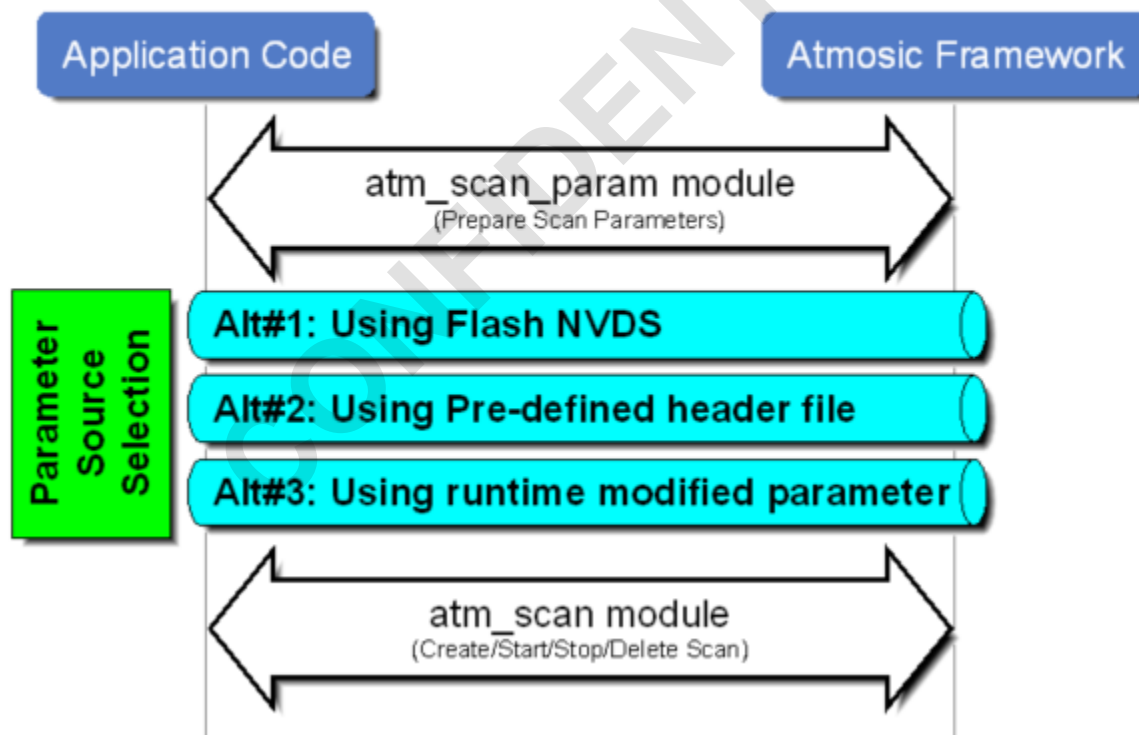 Application Code
Atmosic Framework
atm_scan_param module
(Prepare Scan Parameters)
Parameter
Source
Selection
Alt#1: Using Flash NVDS
Alt#2: Using Pre-defined header file
Alt#3: Using runtime modified parameter
atm_scan module
(Create/Start/Stop/Delete Scan)
CONFIDENT